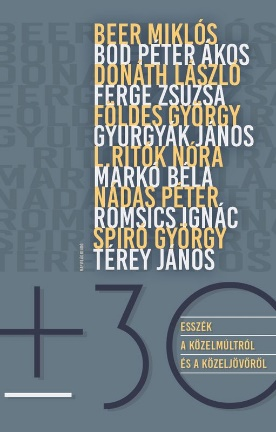 BEER MIKLÓS
BOD PÉTER ÁKOS
DONÁTH LÁSZLÓ
FERGE ZSUZSA
FÖLDES GYÖRGY
GYURGYÁK JÁNOS
L. RITÓK NÓRA
MARKÓ BÉLA
NÁDAS PÉTER
ROMSICS IGNÁC
SPIRÓ GYÖRGY
TÉREY JÁNOS
±30
ESSZÉK
A KÖZELMÚLTRÓL
ÉS A KÖZELJÖVŐRŐL